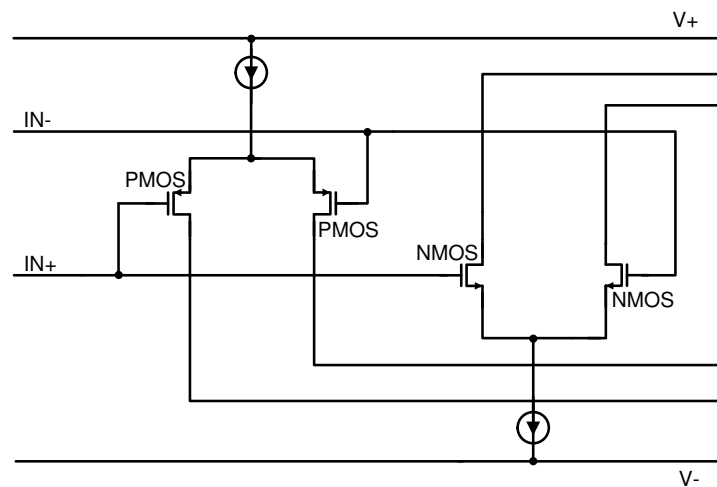 V+
IN-
PMOS
PMOS
NMOS
IN+
NMOS
V-